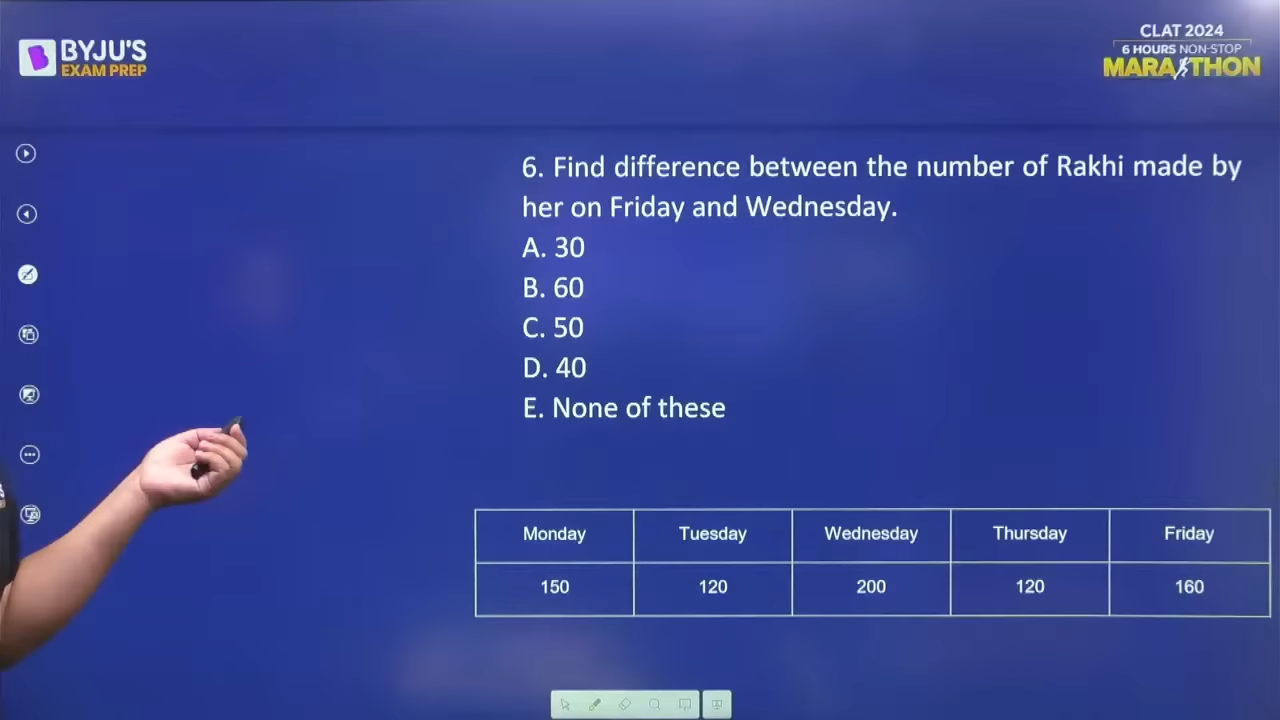 BYJU'S
EXAM PREP
CLAT 2024
6 HOURS NON-STOP
MARATHON
6. Find difference between the number of Rakhi made by
her on Friday and Wednesday.
A. 30
B. 60
C. 50
D. 40
E. None of these
Monday Tuesday Wednesday Thursday Friday
150 120 200 120 160